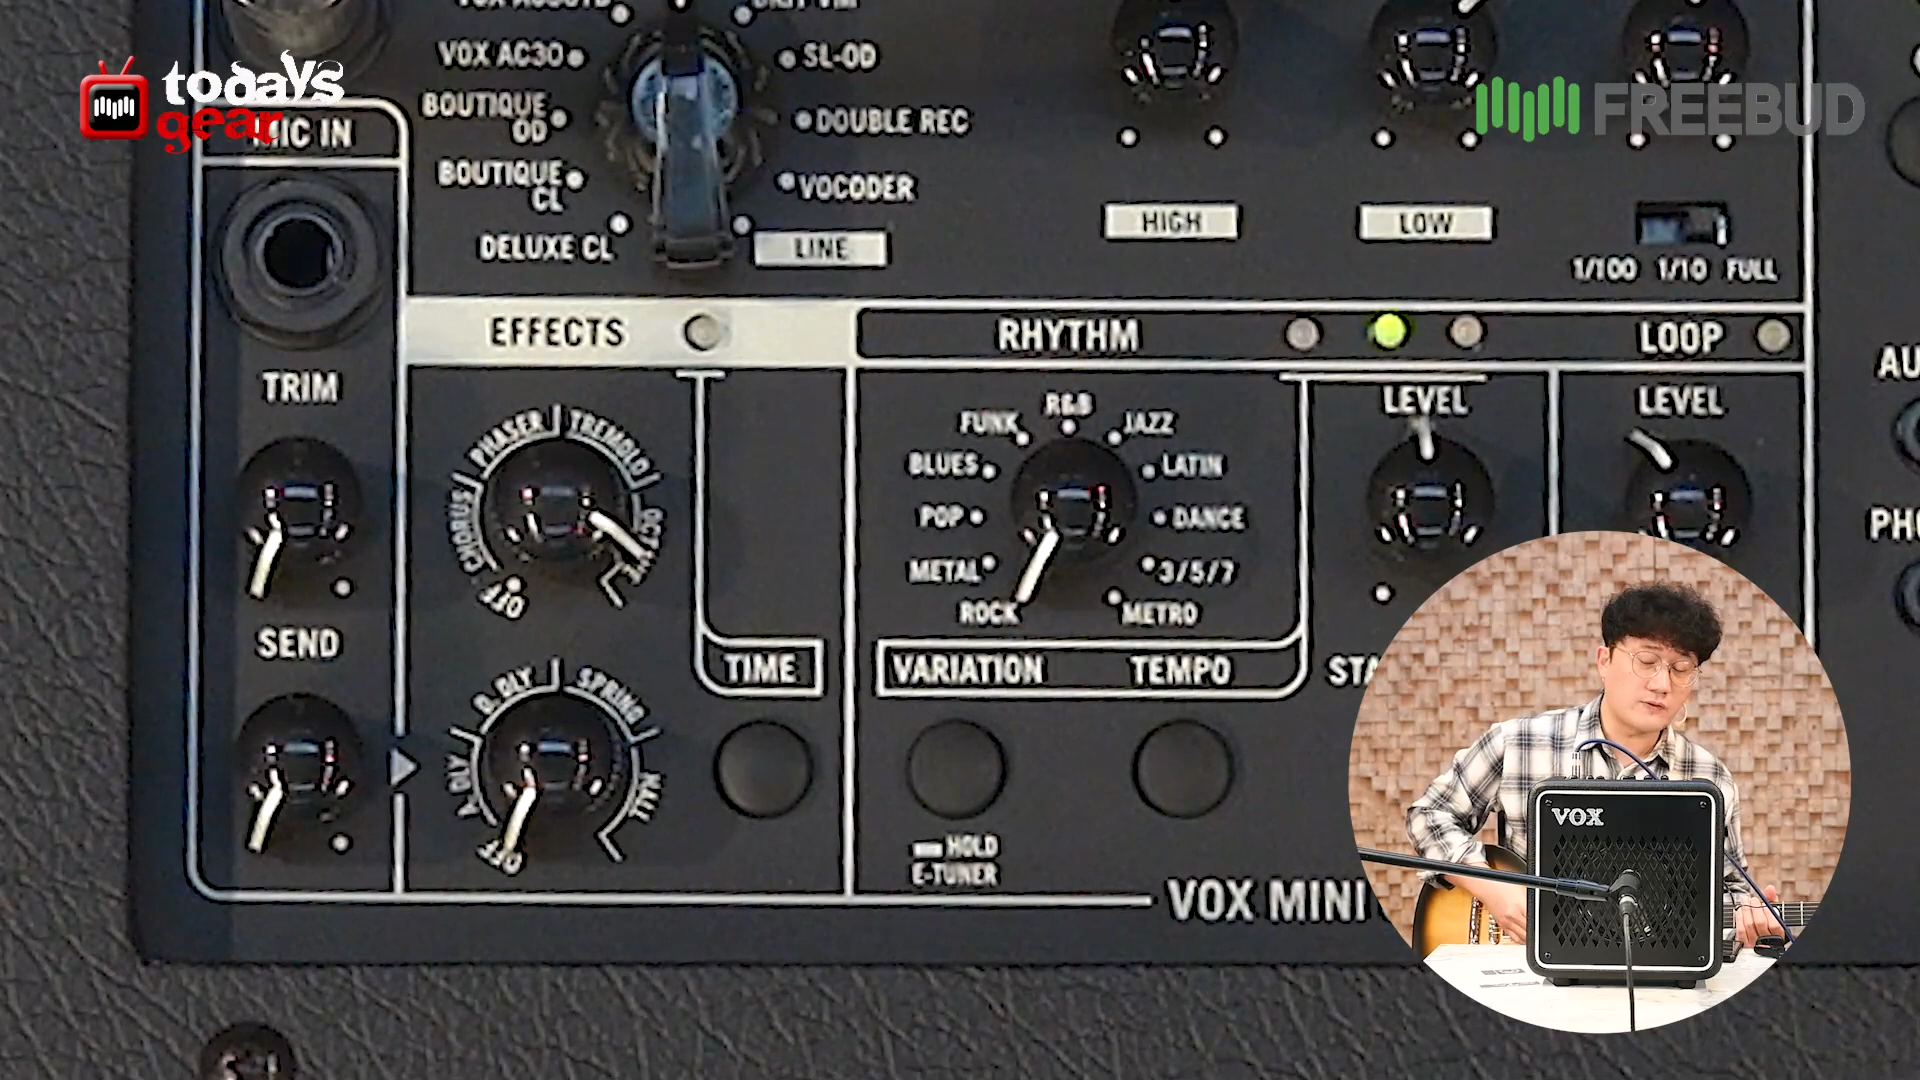 VOX AC30
SL-OD
todays
gear
FREEBUD
MIC IN
BOUTIQUE
OD
DOUBLE REC
BOUTIQUE
CL
VOCODER
DELUXE CL
LINE
HIGH
LOW
1/100 1/10 FULL
EFFECTS
RHYTHM
LOOP
TRIM
LEVEL
LEVEL
R&B
FUNK
JAZZ
BLUES
LATIN
POP
DANCE
METAL
3/5/7
ROCK
METRO
PHASER
TREMOLO
CHORUS
OFF
SEND
TIME
VARIATION
TEMPO
A.DLY
D.DLY
SPRING
HALL
OFF
HOLD
E-TUNER
VOX MINI
VOX